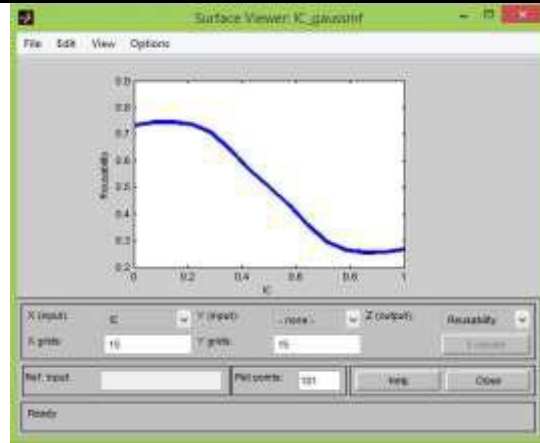 Surface Viewer: IC_gaussmf
File Edit View Options
0.9
0.8
0.7
0.6
0.5
0.4
0.3
0.2
Reusability
0 0.2 0.4 0.6 0.8 1
IC
X (input): IC Y (input): - none - Z (output): Reusability
X grids: 15 Y grids: 15 Evaluate
Ref. Input: Plot points: 101 Help Close
Ready